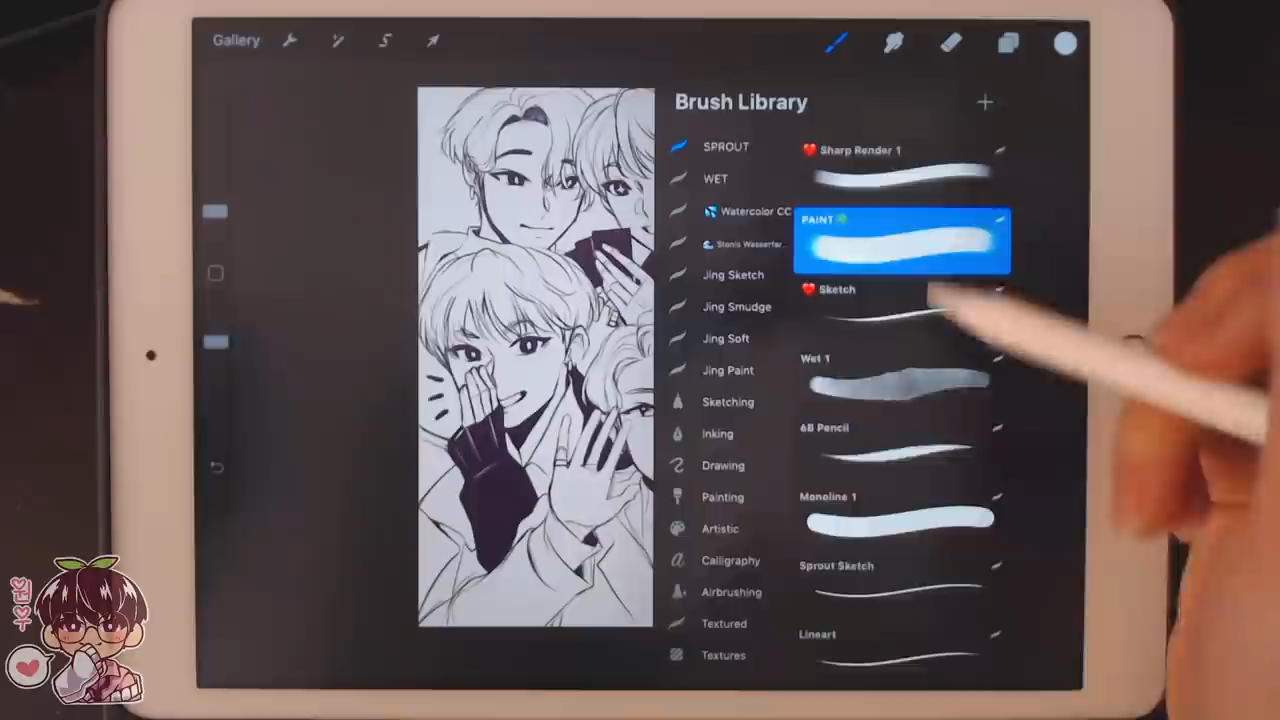 Gallery
Brush Library
SPROUT
WET
Watercolor CC
Jing Sketch
Jing Smudge
Jing Soft
Jing Paint
Sketching
Inking
Drawing
Painting
Artistic
Calligraphy
Airbrushing
Textured
Textures
Sharp Render 1
PAINT
Sketch
Wet 1
6B Pencil
Monoline 1
Sprout Sketch
Lineart
원우